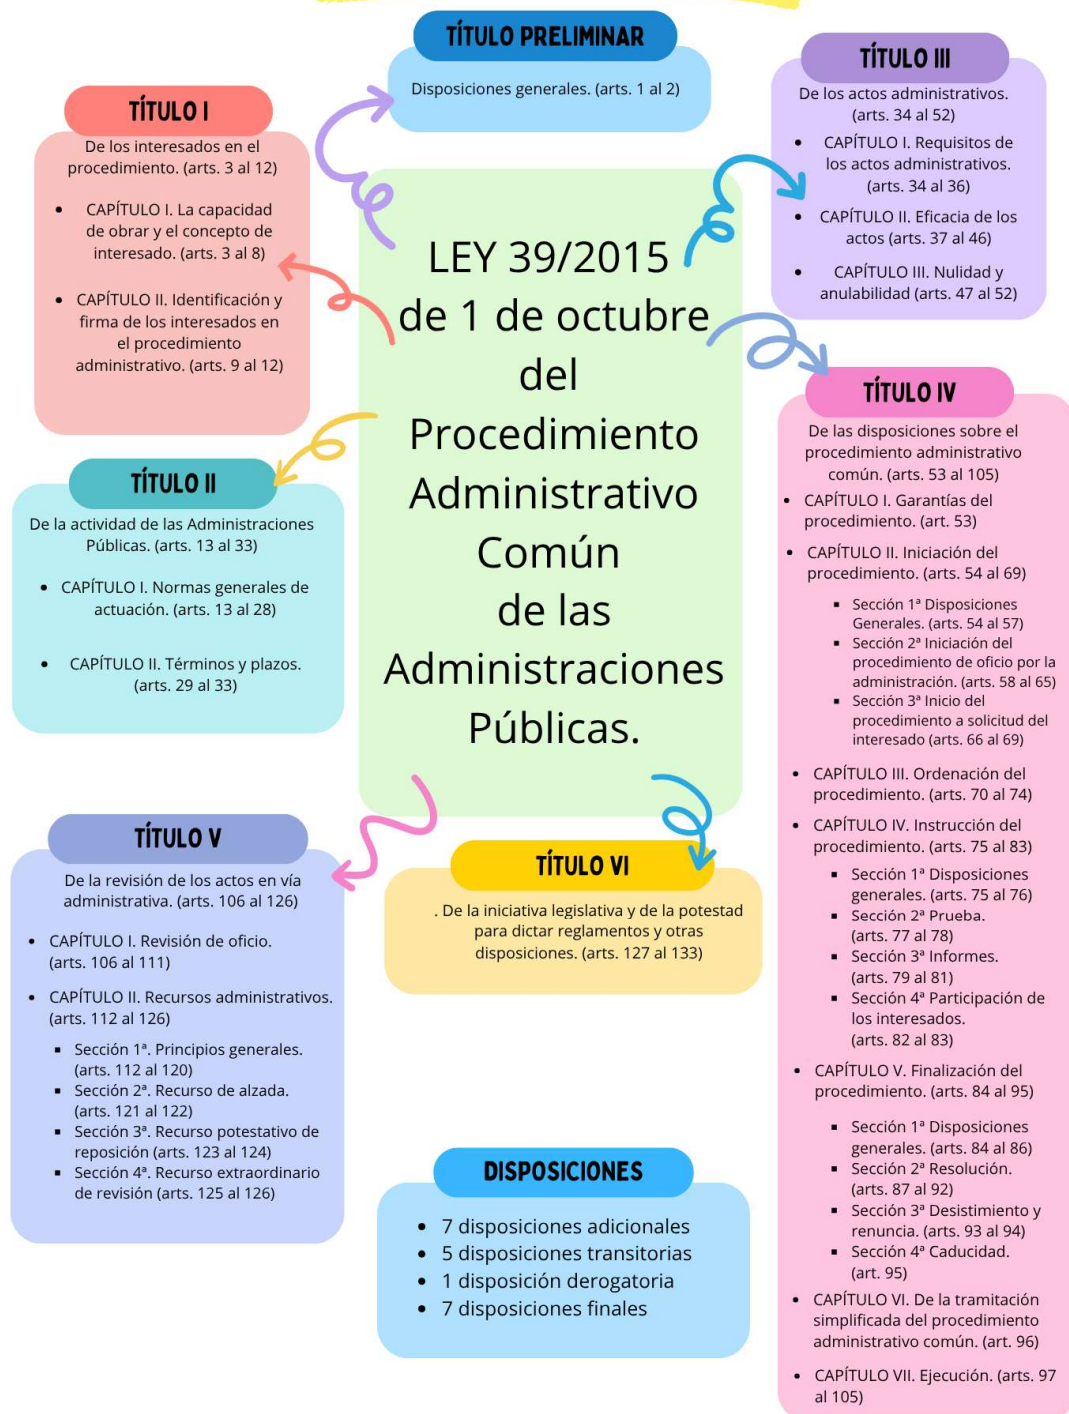 TÍTULO PRELIMINAR
Disposiciones generales. (arts. 1 al 2)
TÍTULO I
De los interesados en el
procedimiento. (arts. 3 al 12)
• CAPÍTULO I. La capacidad
de obrar y el concepto de
interesado. (arts. 3 al 8)
• CAPÍTULO II. Identificación y
firma de los interesados en
el procedimiento
administrativo. (arts. 9 al 12)
TÍTULO II
De la actividad de las Administraciones
Públicas. (arts. 13 al 33)
• CAPÍTULO I. Normas generales de
actuación. (arts. 13 al 28)
• CAPÍTULO II. Términos y plazos.
(arts. 29 al 33)
LEY 39/2015
de 1 de octubre
del
Procedimiento
Administrativo
Común
de las
Administraciones
Públicas.
TÍTULO III
De los actos administrativos.
(arts. 34 al 52)
• CAPÍTULO I. Requisitos de
los actos administrativos.
(arts. 34 al 36)
• CAPÍTULO II. Eficacia de los
actos (arts. 37 al 46)
• CAPÍTULO III. Nulidad y
anulabilidad (arts. 47 al 52)
TÍTULO IV
De las disposiciones sobre el
procedimiento administrativo
común. (arts. 53 al 105)
• CAPÍTULO I. Garantías del
procedimiento. (art. 53)
• CAPÍTULO II. Iniciación del
procedimiento. (arts. 54 al 69)
▪ Sección 1ª Disposiciones
Generales. (arts. 54 al 57)
▪ Sección 2ª Iniciación del
procedimiento de oficio por la
administración. (arts. 58 al 65)
▪ Sección 3ª Inicio del
procedimiento a solicitud del
interesado (arts. 66 al 69)
• CAPÍTULO III. Ordenación del
procedimiento. (arts. 70 al 74)
• CAPÍTULO IV. Instrucción del
procedimiento. (arts. 75 al 83)
▪ Sección 1ª Disposiciones
generales. (arts. 75 al 76)
▪ Sección 2ª Prueba.
(arts. 77 al 78)
▪ Sección 3ª Informes.
(arts. 79 al 81)
▪ Sección 4ª Participación de
los interesados.
(arts. 82 al 83)
• CAPÍTULO V. Finalización del
procedimiento. (arts. 84 al 95)
▪ Sección 1ª Disposiciones
generales. (arts. 84 al 86)
▪ Sección 2ª Resolución.
(arts. 87 al 92)
▪ Sección 3ª Desistimiento y
renuncia. (arts. 93 al 94)
▪ Sección 4ª Caducidad.
(art. 95)
• CAPÍTULO VI. De la tramitación
simplificada del procedimiento
administrativo común. (art. 96)
• CAPÍTULO VII. Ejecución. (arts. 97
al 105)
TÍTULO V
De la revisión de los actos en vía
administrativa. (arts. 106 al 126)
• CAPÍTULO I. Revisión de oficio.
(arts. 106 al 111)
• CAPÍTULO II. Recursos administrativos.
(arts. 112 al 126)
▪ Sección 1ª. Principios generales.
(arts. 112 al 120)
▪ Sección 2ª. Recurso de alzada.
(arts. 121 al 122)
▪ Sección 3ª. Recurso potestativo de
reposición (arts. 123 al 124)
▪ Sección 4ª. Recurso extraordinario
de revisión (arts. 125 al 126)
TÍTULO VI
. De la iniciativa legislativa y de la potestad
para dictar reglamentos y otras
disposiciones. (arts. 127 al 133)
DISPOSICIONES
• 7 disposiciones adicionales
• 5 disposiciones transitorias
• 1 disposición derogatoria
• 7 disposiciones finales